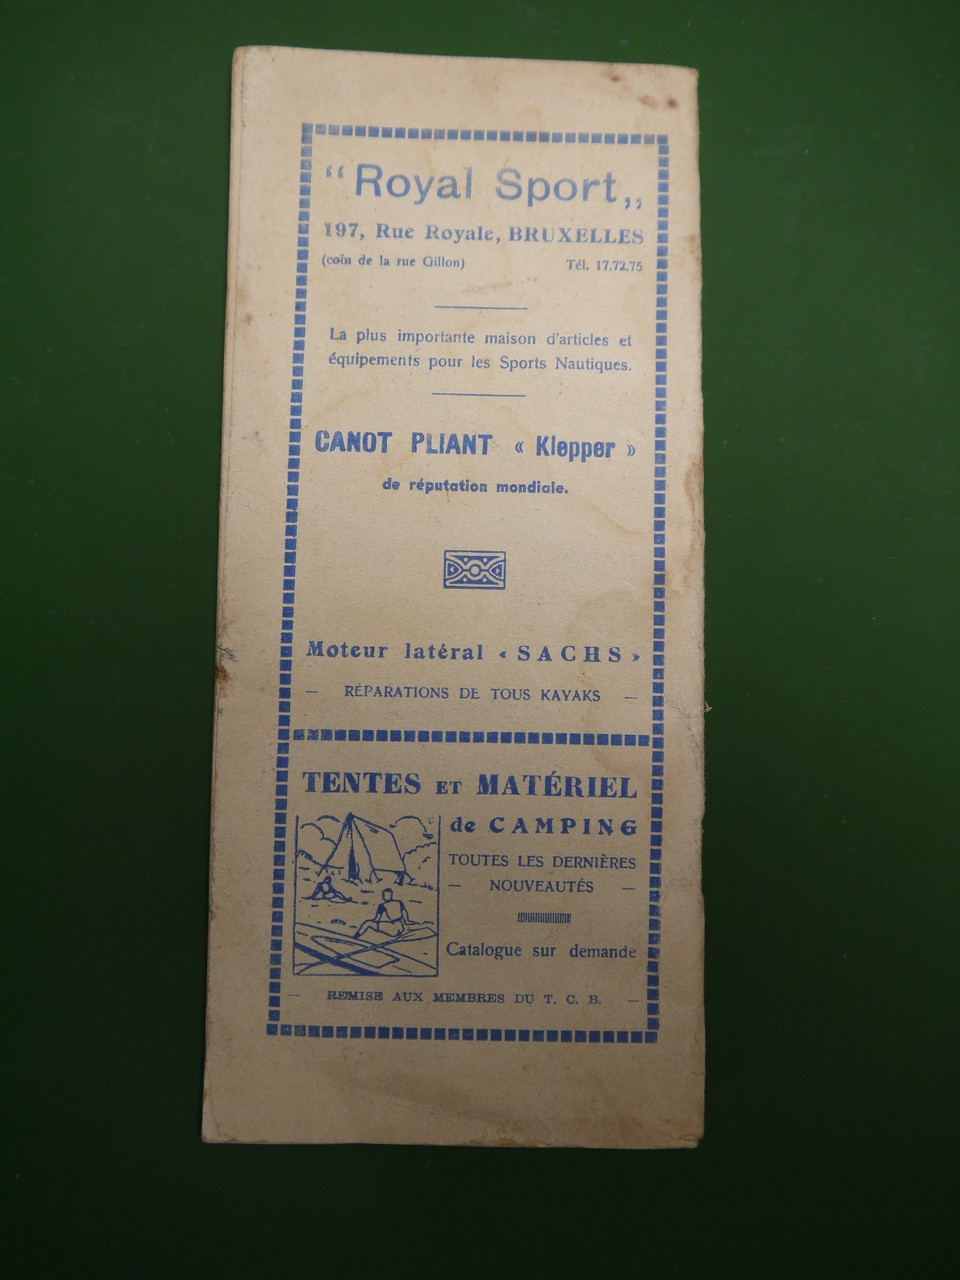 “Royal Sport„
197, Rue Royale, BRUXELLES
(coin de la rue Gillon) Tél. 17.72.75
La plus importante maison d'articles et
équipements pour les Sports Nautiques.
CANOT PLIANT « Klepper »
de réputation mondiale.
Moteur latéral « SACHS »
— RÉPARATIONS DE TOUS KAYAKS —
TENTES ET MATÉRIEL
de CAMPING
TOUTES LES DERNIÈRES
— NOUVEAUTÉS —
Catalogue sur demande
— REMISE AUX MEMBRES DU T. C. B. —